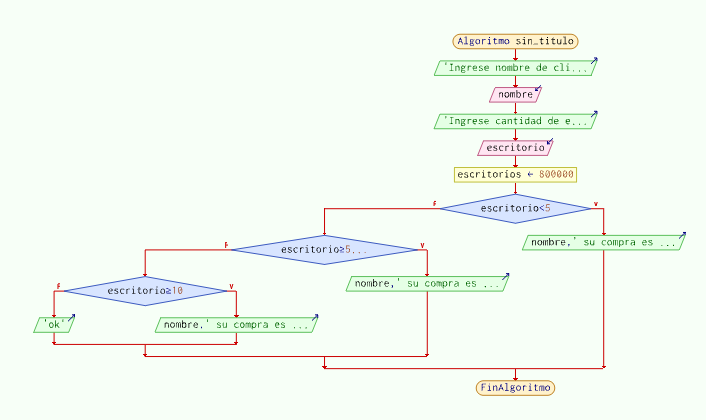 Algoritmo sin_titulo
'Ingrese nombre de cli...
nombre
'Ingrese cantidad de e...
escritorio
escritorios ← 800000
escritorio<5
F
V
nombre,' su compra es ...
escritorio≥5...
F
V
nombre,' su compra es ...
escritorio≥10
F
V
'ok'
nombre,' su compra es ...
FinAlgoritmo